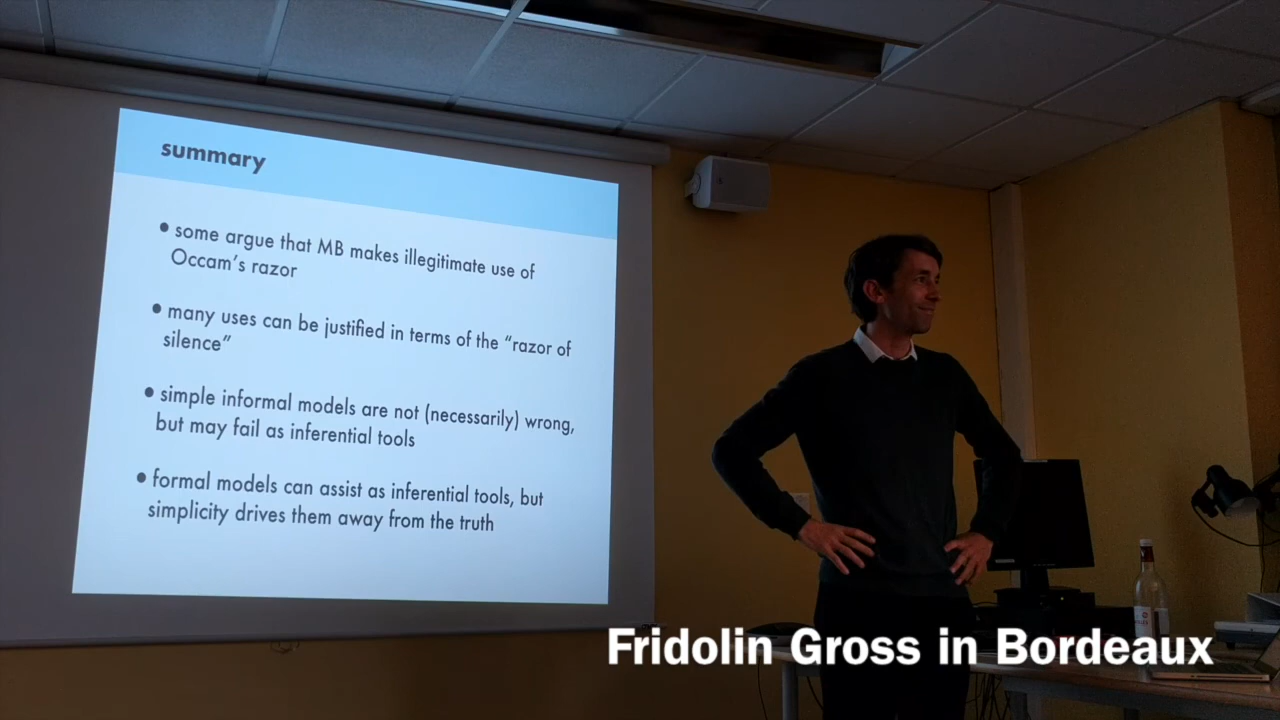 summary
• some argue that MB makes illegitimate use of
Occam's razor
• many uses can be justified in terms of the “razor of
silence”
• simple informal models are not (necessarily) wrong,
but may fail as inferential tools
• formal models can assist as inferential tools, but
simplicity drives them away from the truth
Fridolin Gross in Bordeaux